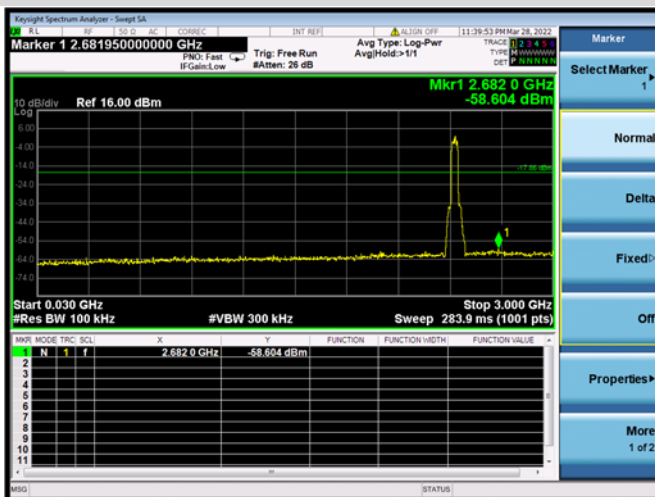 Keysight Spectrum Analyzer - Swept SA
RL RF 50 Ω AC CORREC INT REF ALIGN OFF 11:39:53 PM Mar 28, 2022
Marker 1 2.681950000000 GHz
PNO: Fast
IFGain:Low
Trig: Free Run
#Atten: 26 dB
Avg Type: Log-Pwr
Avg|Hold:>1/1
TRACE 1 2 3 4 5 6
TYPE M W W W W W
DET P N N N N N
Mkr1 2.682 0 GHz
-58.604 dBm
10 dB/div Ref 16.00 dBm
Log
6.00
-4.00
-14.0
-24.0
-34.0
-44.0
-54.0
-64.0
-74.0
1
Start 0.030 GHz Stop 3.000 GHz
#Res BW 100 kHz #VBW 300 kHz Sweep 283.9 ms (1001 pts)
MKR MODE TRC SCL X Y FUNCTION FUNCTION WIDTH FUNCTION VALUE
1 N 1 f 2.682 0 GHz -58.604 dBm
2
3
4
5
6
7
8
9
10
11
MSG STATUS
Marker
Select Marker
1
Normal
Delta
Fixed
Off
Properties
More
1 of 2